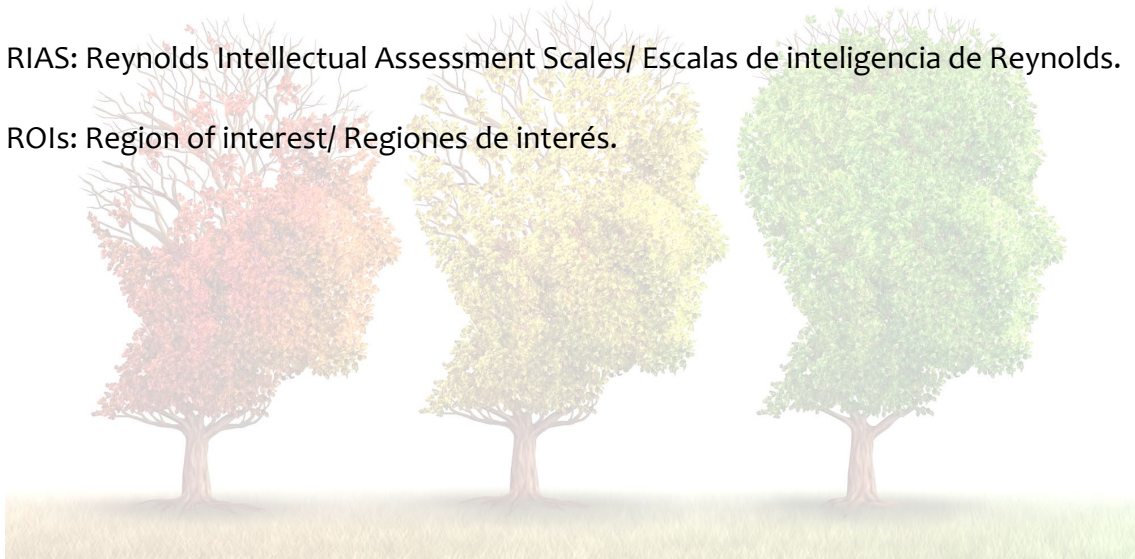 RIAS: Reynolds Intellectual Assessment Scales/ Escalas de inteligencia de Reynolds.
ROIs: Region of interest/ Regiones de interés.